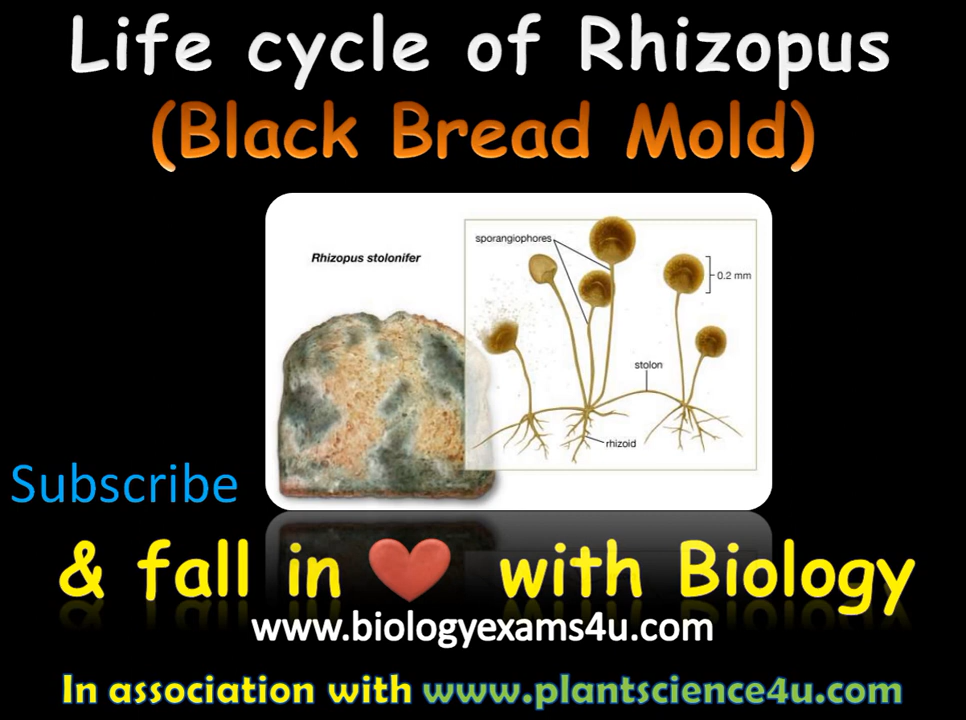 Life cycle of Rhizopus
(Black Bread Mold)
Rhizopus stolonifer
sporangiophores
0.2 mm
stolon
rhizoid
Subscribe
& fall in ❤ with Biology
www.biologyexams4u.com
In association with www.plantscience4u.com